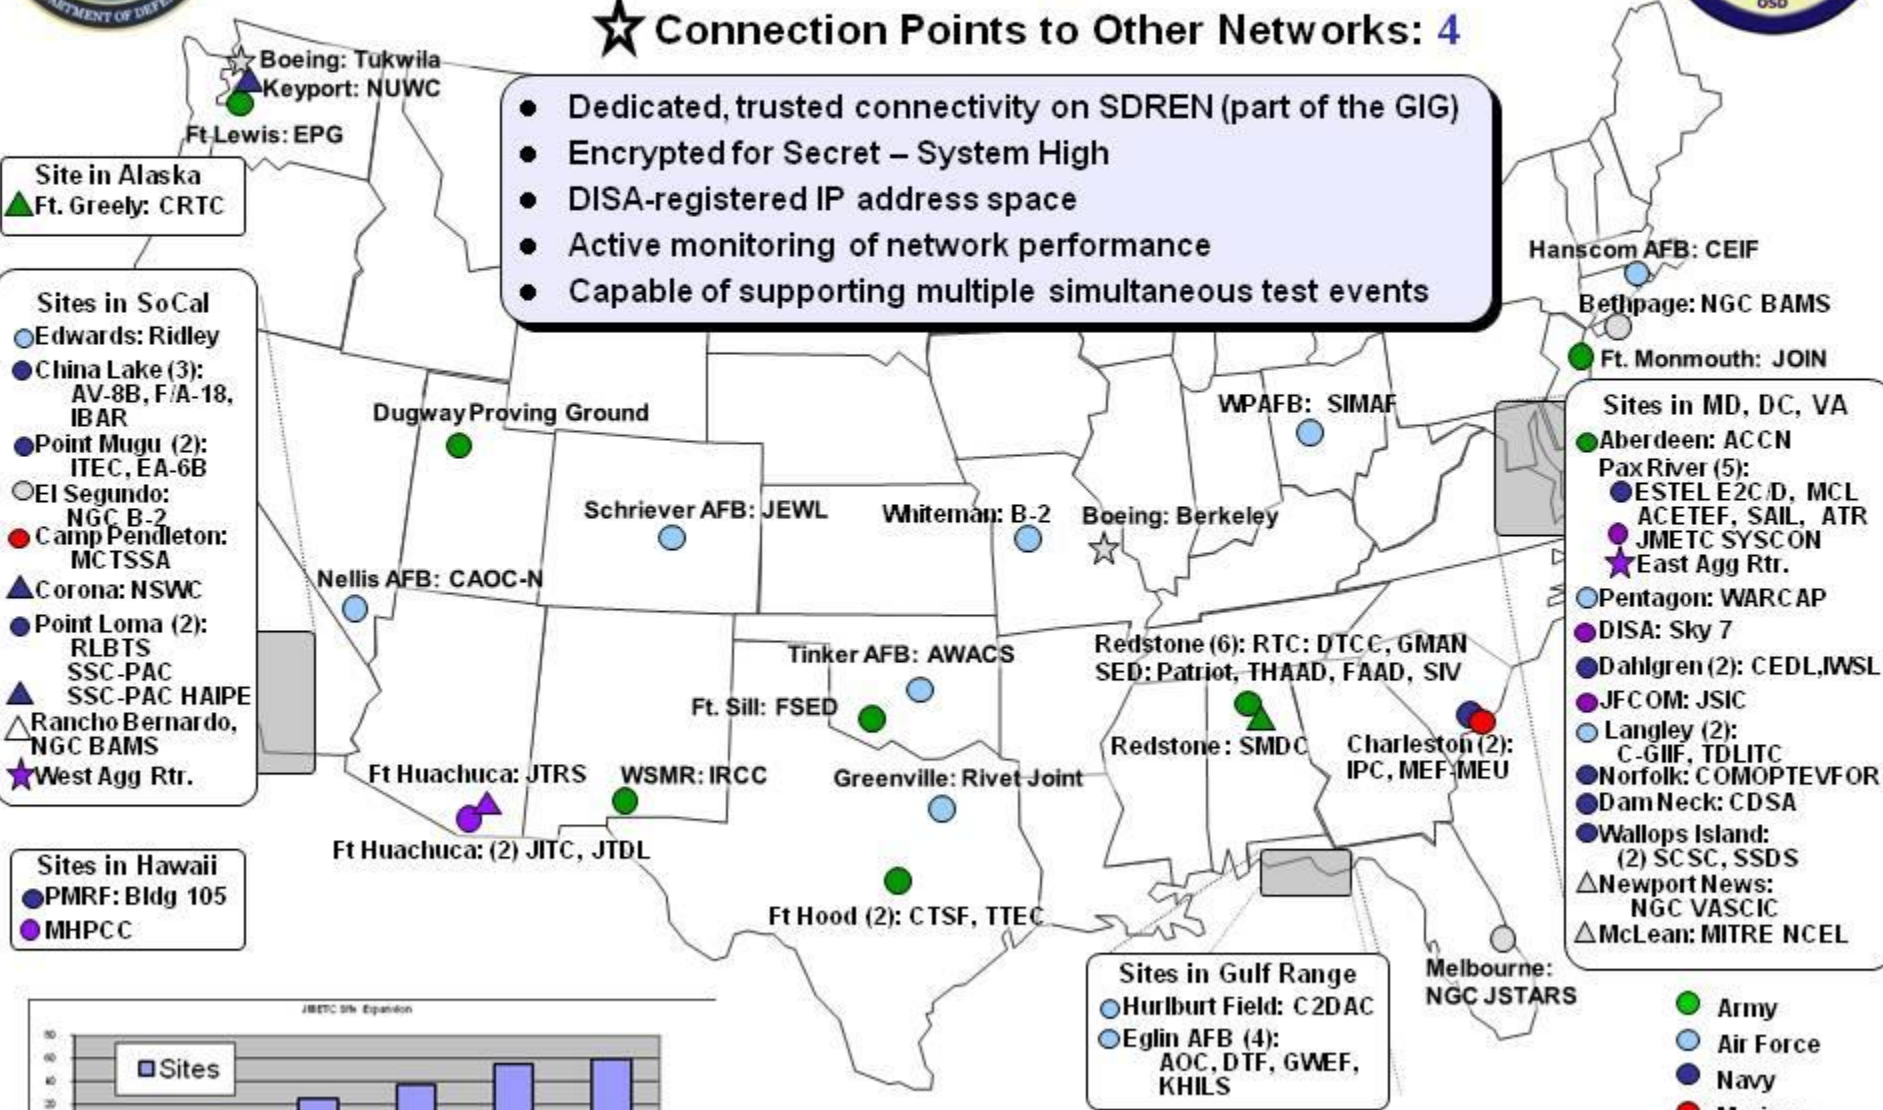 ARTMENT OF DEFE
OSD
Connection Points to Other Networks: 4
● Dedicated, trusted connectivity on SDREN (part of the GIG)
● Encrypted for Secret – System High
● DISA-registered IP address space
● Active monitoring of network performance
● Capable of supporting multiple simultaneous test events
Boeing: Tukwila
Keyport: NUWC
Ft Lewis: EPG
Site in Alaska
Ft. Greely: CRTC
Sites in SoCal
Edwards: Ridley
China Lake (3):
AV-8B, F/A-18,
IBAR
Point Mugu (2):
ITEC, EA-6B
El Segundo:
NGC B-2
Camp Pendleton:
MCTSSA
Corona: NSWC
Point Loma (2):
RLBTS
SSC-PAC
SSC-PAC HAIPE
Rancho Bernardo,
NGC BAMS
West Agg Rtr.
Sites in Hawaii
PMRF: Bldg 105
MHPCC
Dugway Proving Ground
Schriever AFB: JEWL
Nellis AFB: CAOC-N
Whiteman: B-2
Boeing: Berkeley
WPAFB: SIMAF
Tinker AFB: AWACS
Ft. Sill: FSED
Ft Huachuca: JTRS
WSMR: IRCC
Ft Huachuca: (2) JITC, JTDL
Greenville: Rivet Joint
Ft Hood (2): CTSF, TTEC
Redstone (6): RTC: DTCC, GMAN
SED: Patriot, THAAD, FAAD, SIV
Redstone: SMDC
Charleston (2):
IPC, MEF-MEU
Hanscom AFB: CEIF
Bethpage: NGC BAMS
Ft. Monmouth: JOIN
Sites in MD, DC, VA
Aberdeen: ACCN
Pax River (5):
ESTEL E2C/D, MCL
ACETEF, SAIL, ATR
JMETC SYSCON
East Agg Rtr.
Pentagon: WARCAP
DISA: Sky 7
Dahlgren (2): CEDL,IWSL
JFCOM: JSIC
Langley (2):
C-GIIF, TDLITC
Norfolk: COMOPTEVFOR
Dam Neck: CDSA
Wallops Island:
(2) SCSC, SSDS
Newport News:
NGC VASCIC
McLean: MITRE NCEL
Sites in Gulf Range
Hurlburt Field: C2DAC
Eglin AFB (4):
AOC, DTF, GWEF,
KHILS
Melbourne:
NGC JSTARS
Army
Air Force
Navy
JMETC Site Expansion
Sites
80
60
40
20